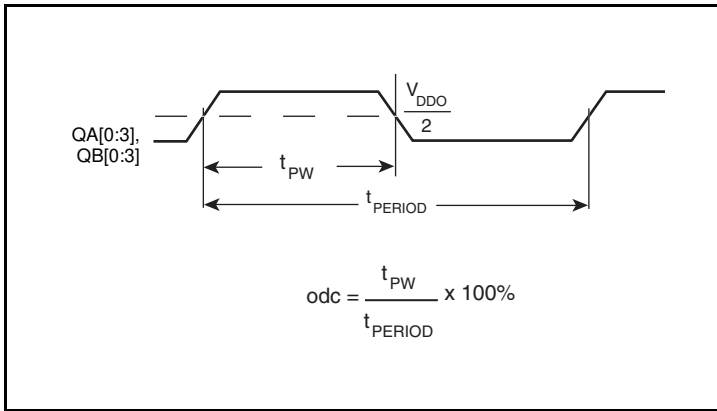 V_DDO
2
QA[0:3],
QB[0:3]
t_PW
t_PERIOD
odc = t_PW / t_PERIOD x 100%